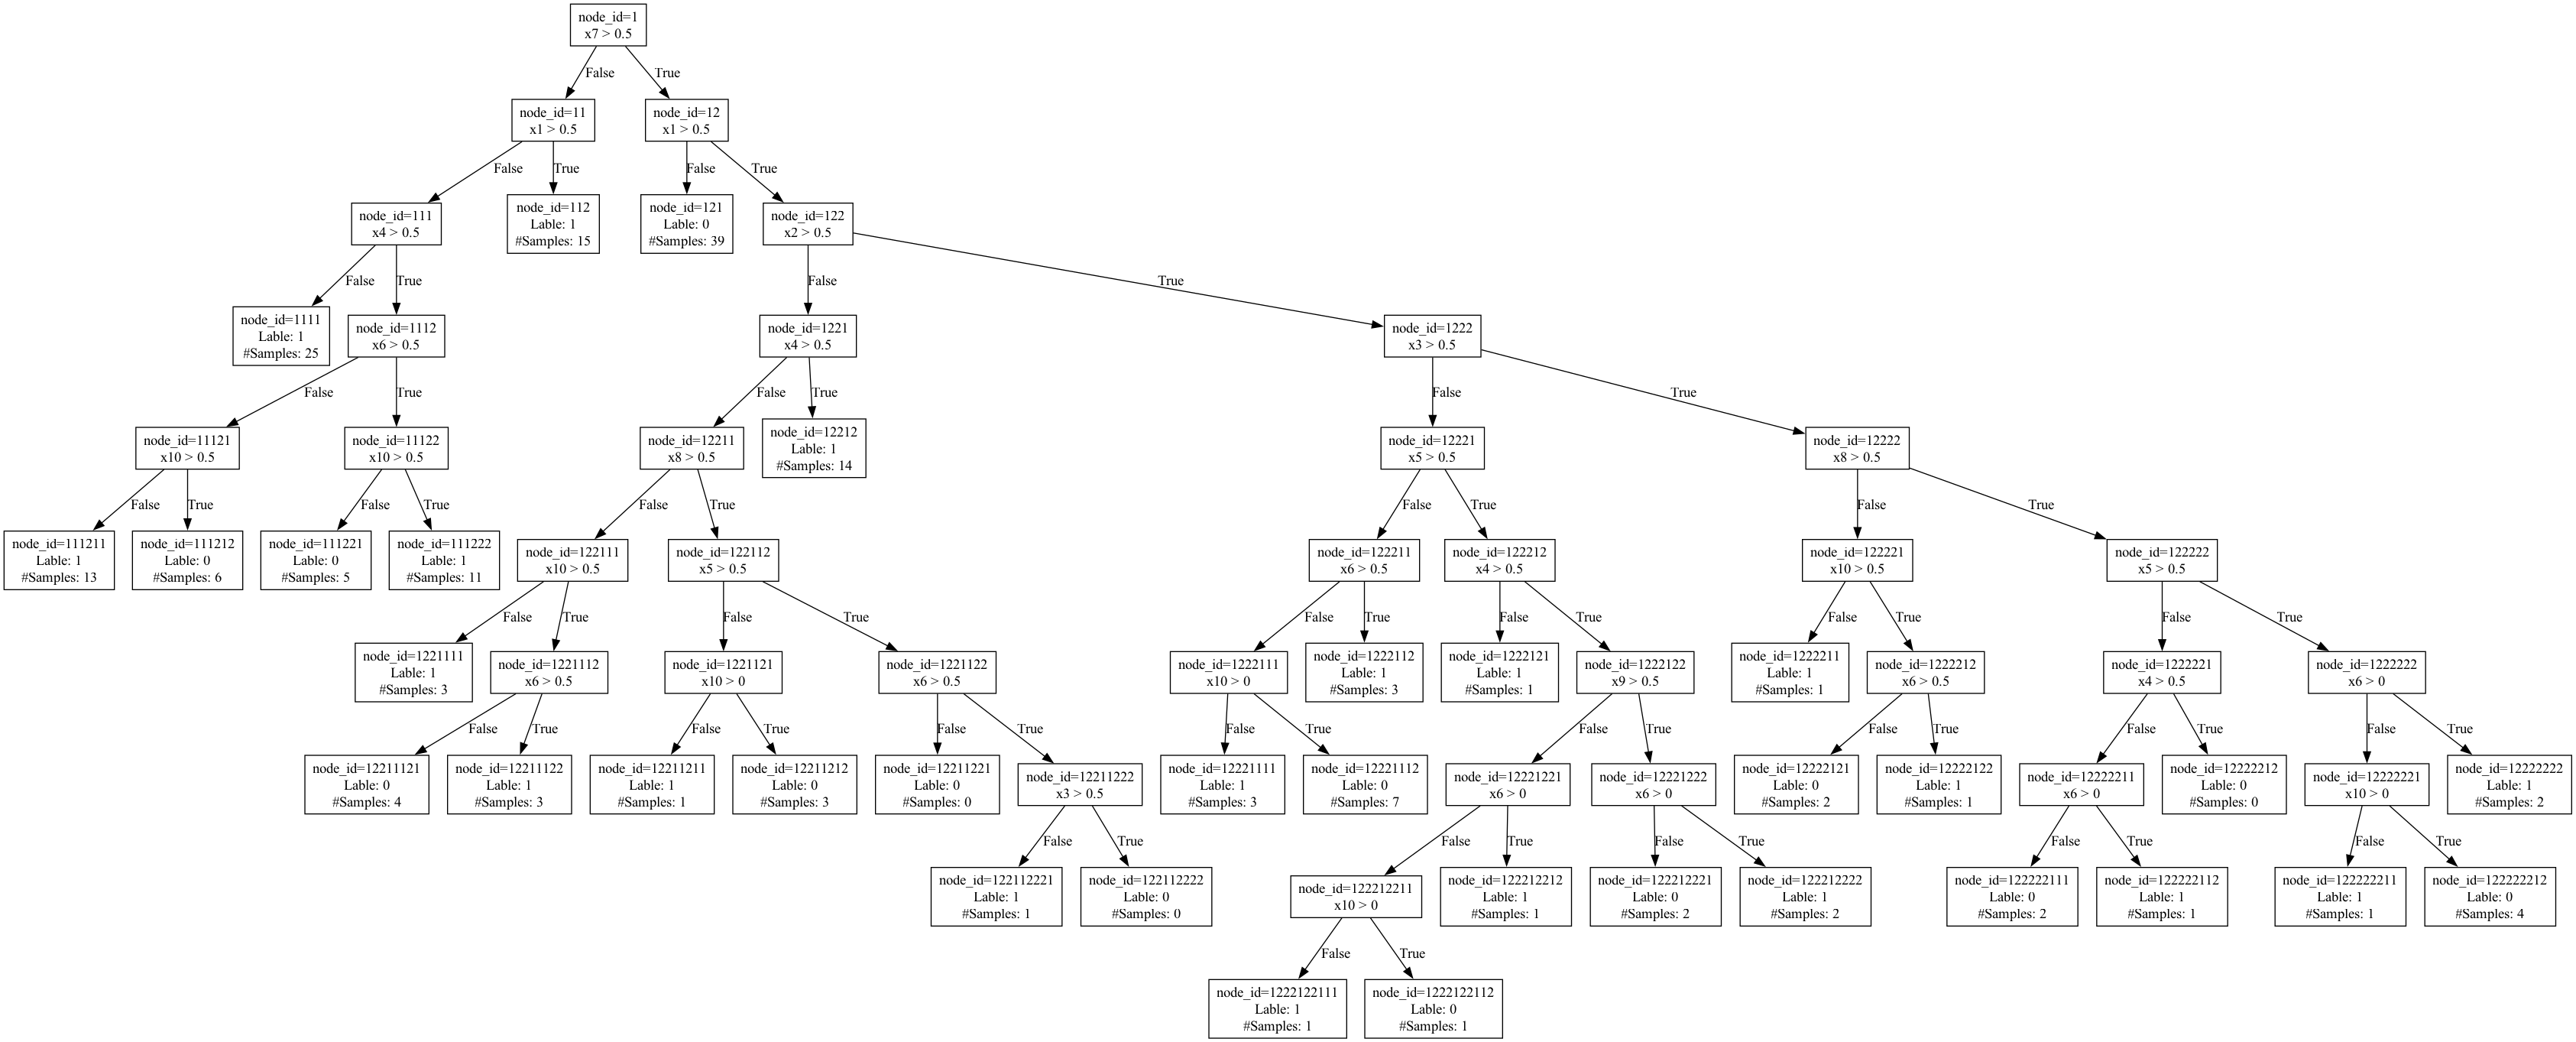 node_id=1
x7 > 0.5
False
True
node_id=11
x1 > 0.5
node_id=12
x1 > 0.5
False
True
False
True
node_id=111
x4 > 0.5
node_id=112
Lable: 1
#Samples: 15
node_id=121
Lable: 0
#Samples: 39
node_id=122
x2 > 0.5
False
True
False
True
node_id=1111
Lable: 1
#Samples: 25
node_id=1112
x6 > 0.5
node_id=1221
x4 > 0.5
node_id=1222
x3 > 0.5
False
True
False
True
False
True
node_id=11121
x10 > 0.5
node_id=11122
x10 > 0.5
node_id=12211
x8 > 0.5
node_id=12212
Lable: 1
#Samples: 14
node_id=12221
x5 > 0.5
node_id=12222
x8 > 0.5
False
True
False
True
False
True
False
True
False
True
node_id=111211
Lable: 1
#Samples: 13
node_id=111212
Lable: 0
#Samples: 6
node_id=111221
Lable: 0
#Samples: 5
node_id=111222
Lable: 1
#Samples: 11
node_id=122111
x10 > 0.5
node_id=122112
x5 > 0.5
node_id=122211
x6 > 0.5
node_id=122212
x4 > 0.5
node_id=122221
x10 > 0.5
node_id=122222
x5 > 0.5
False
True
False
True
False
True
False
True
False
True
False
True
node_id=1221111
Lable: 1
#Samples: 3
node_id=1221112
x6 > 0.5
node_id=1221121
x10 > 0
node_id=1221122
x6 > 0.5
node_id=1222111
x10 > 0
node_id=1222112
Lable: 1
#Samples: 3
node_id=1222121
Lable: 1
#Samples: 1
node_id=1222122
x9 > 0.5
node_id=1222211
Lable: 1
#Samples: 1
node_id=1222212
x6 > 0.5
node_id=1222221
x4 > 0.5
node_id=1222222
x6 > 0
False
True
False
True
False
True
False
True
False
True
False
True
False
True
False
True
node_id=12211121
Lable: 0
#Samples: 4
node_id=12211122
Lable: 1
#Samples: 3
node_id=12211211
Lable: 1
#Samples: 1
node_id=12211212
Lable: 0
#Samples: 3
node_id=12211221
Lable: 0
#Samples: 0
node_id=12211222
x3 > 0.5
node_id=12221111
Lable: 1
#Samples: 3
node_id=12221112
Lable: 0
#Samples: 7
node_id=12221221
x6 > 0
node_id=12221222
x6 > 0
node_id=12222121
Lable: 0
#Samples: 2
node_id=12222122
Lable: 1
#Samples: 1
node_id=12222211
x6 > 0
node_id=12222212
Lable: 0
#Samples: 0
node_id=12222221
x10 > 0
node_id=12222222
Lable: 1
#Samples: 2
False
True
False
True
False
True
False
True
False
True
node_id=122112221
Lable: 1
#Samples: 1
node_id=122112222
Lable: 0
#Samples: 0
node_id=122212211
x10 > 0
node_id=122212212
Lable: 1
#Samples: 1
node_id=122212221
Lable: 0
#Samples: 2
node_id=122212222
Lable: 1
#Samples: 2
node_id=122222111
Lable: 0
#Samples: 2
node_id=122222112
Lable: 1
#Samples: 1
node_id=122222211
Lable: 1
#Samples: 1
node_id=122222212
Lable: 0
#Samples: 4
False
True
node_id=1222122111
Lable: 1
#Samples: 1
node_id=1222122112
Lable: 0
#Samples: 1